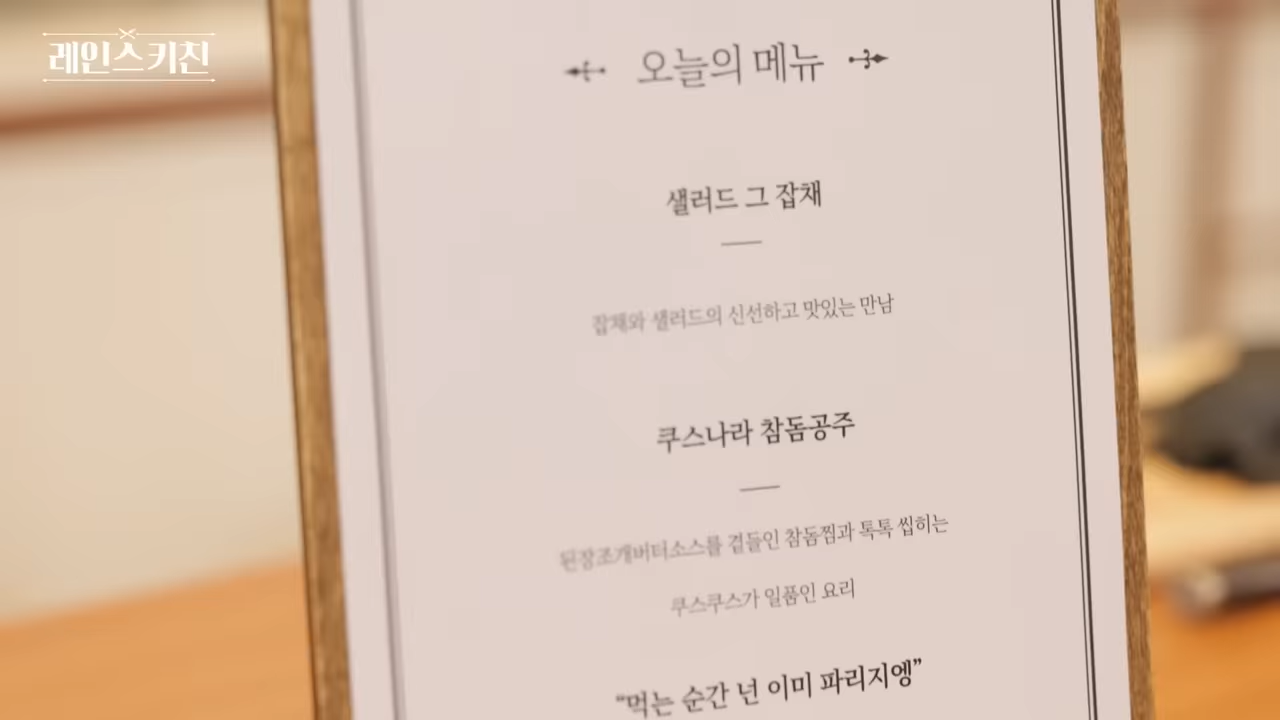 레인스키친
오늘의 메뉴
샐러드 그 잡채
잡채와 샐러드의 신선하고 맛있는 만남
쿠스나라 참돔공주
된장조개버터소스를 곁들인 참돔찜과 톡톡 씹히는
쿠스쿠스가 일품인 요리
“먹는 순간 넌 이미 파리지엥”